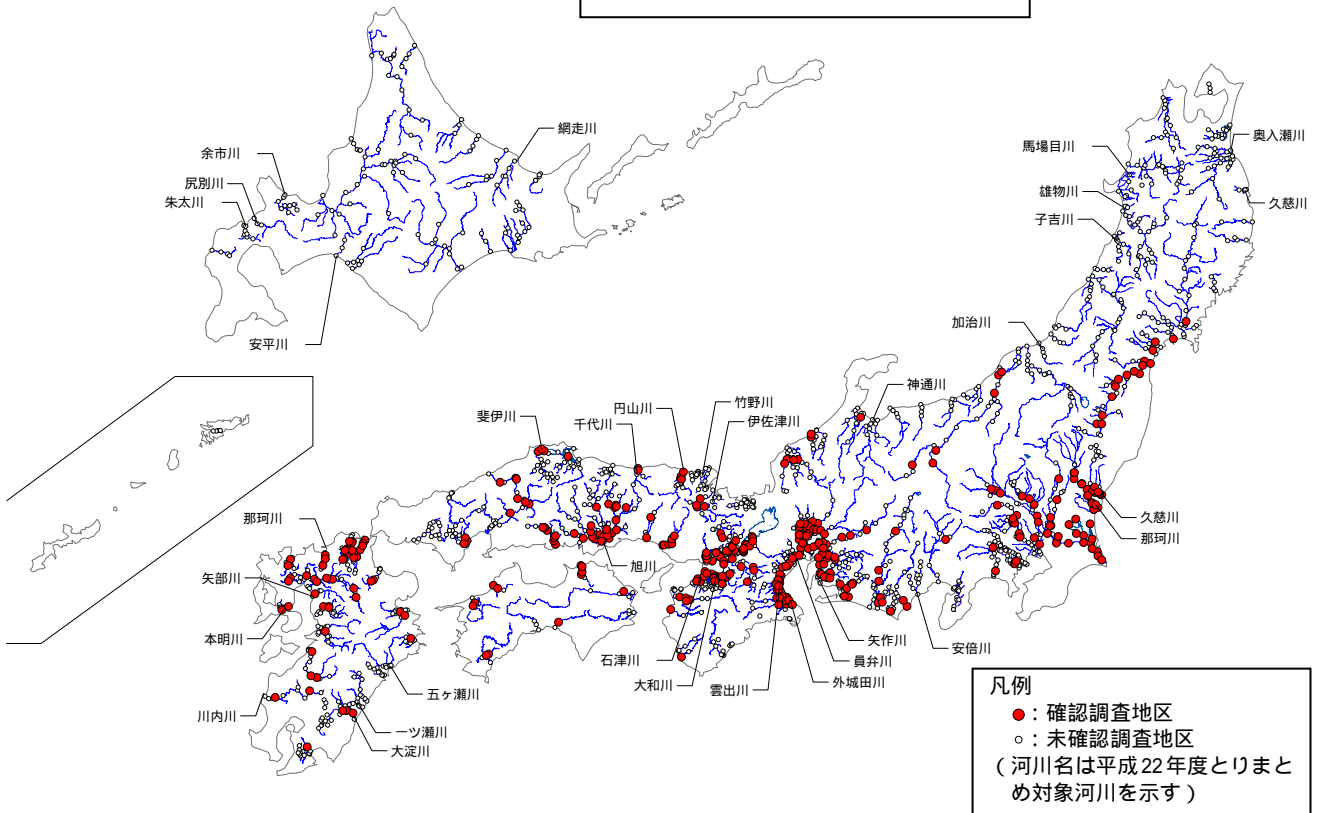 網走川
余市川
尻別川
朱太川
安平川
馬場目川
雄物川
子吉川
奥入瀬川
久慈川
加治川
神通川
竹野川
円山川
伊佐津川
斐伊川
千代川
久慈川
那珂川
那珂川
矢部川
本明川
旭川
石津川
大和川
雲出川
矢作川
員弁川
外城田川
安倍川
五ヶ瀬川
川内川
一ツ瀬川
大淀川
凡例
●：確認調査地区
○：未確認調査地区
（河川名は平成22年度とりまと
め対象河川を示す）